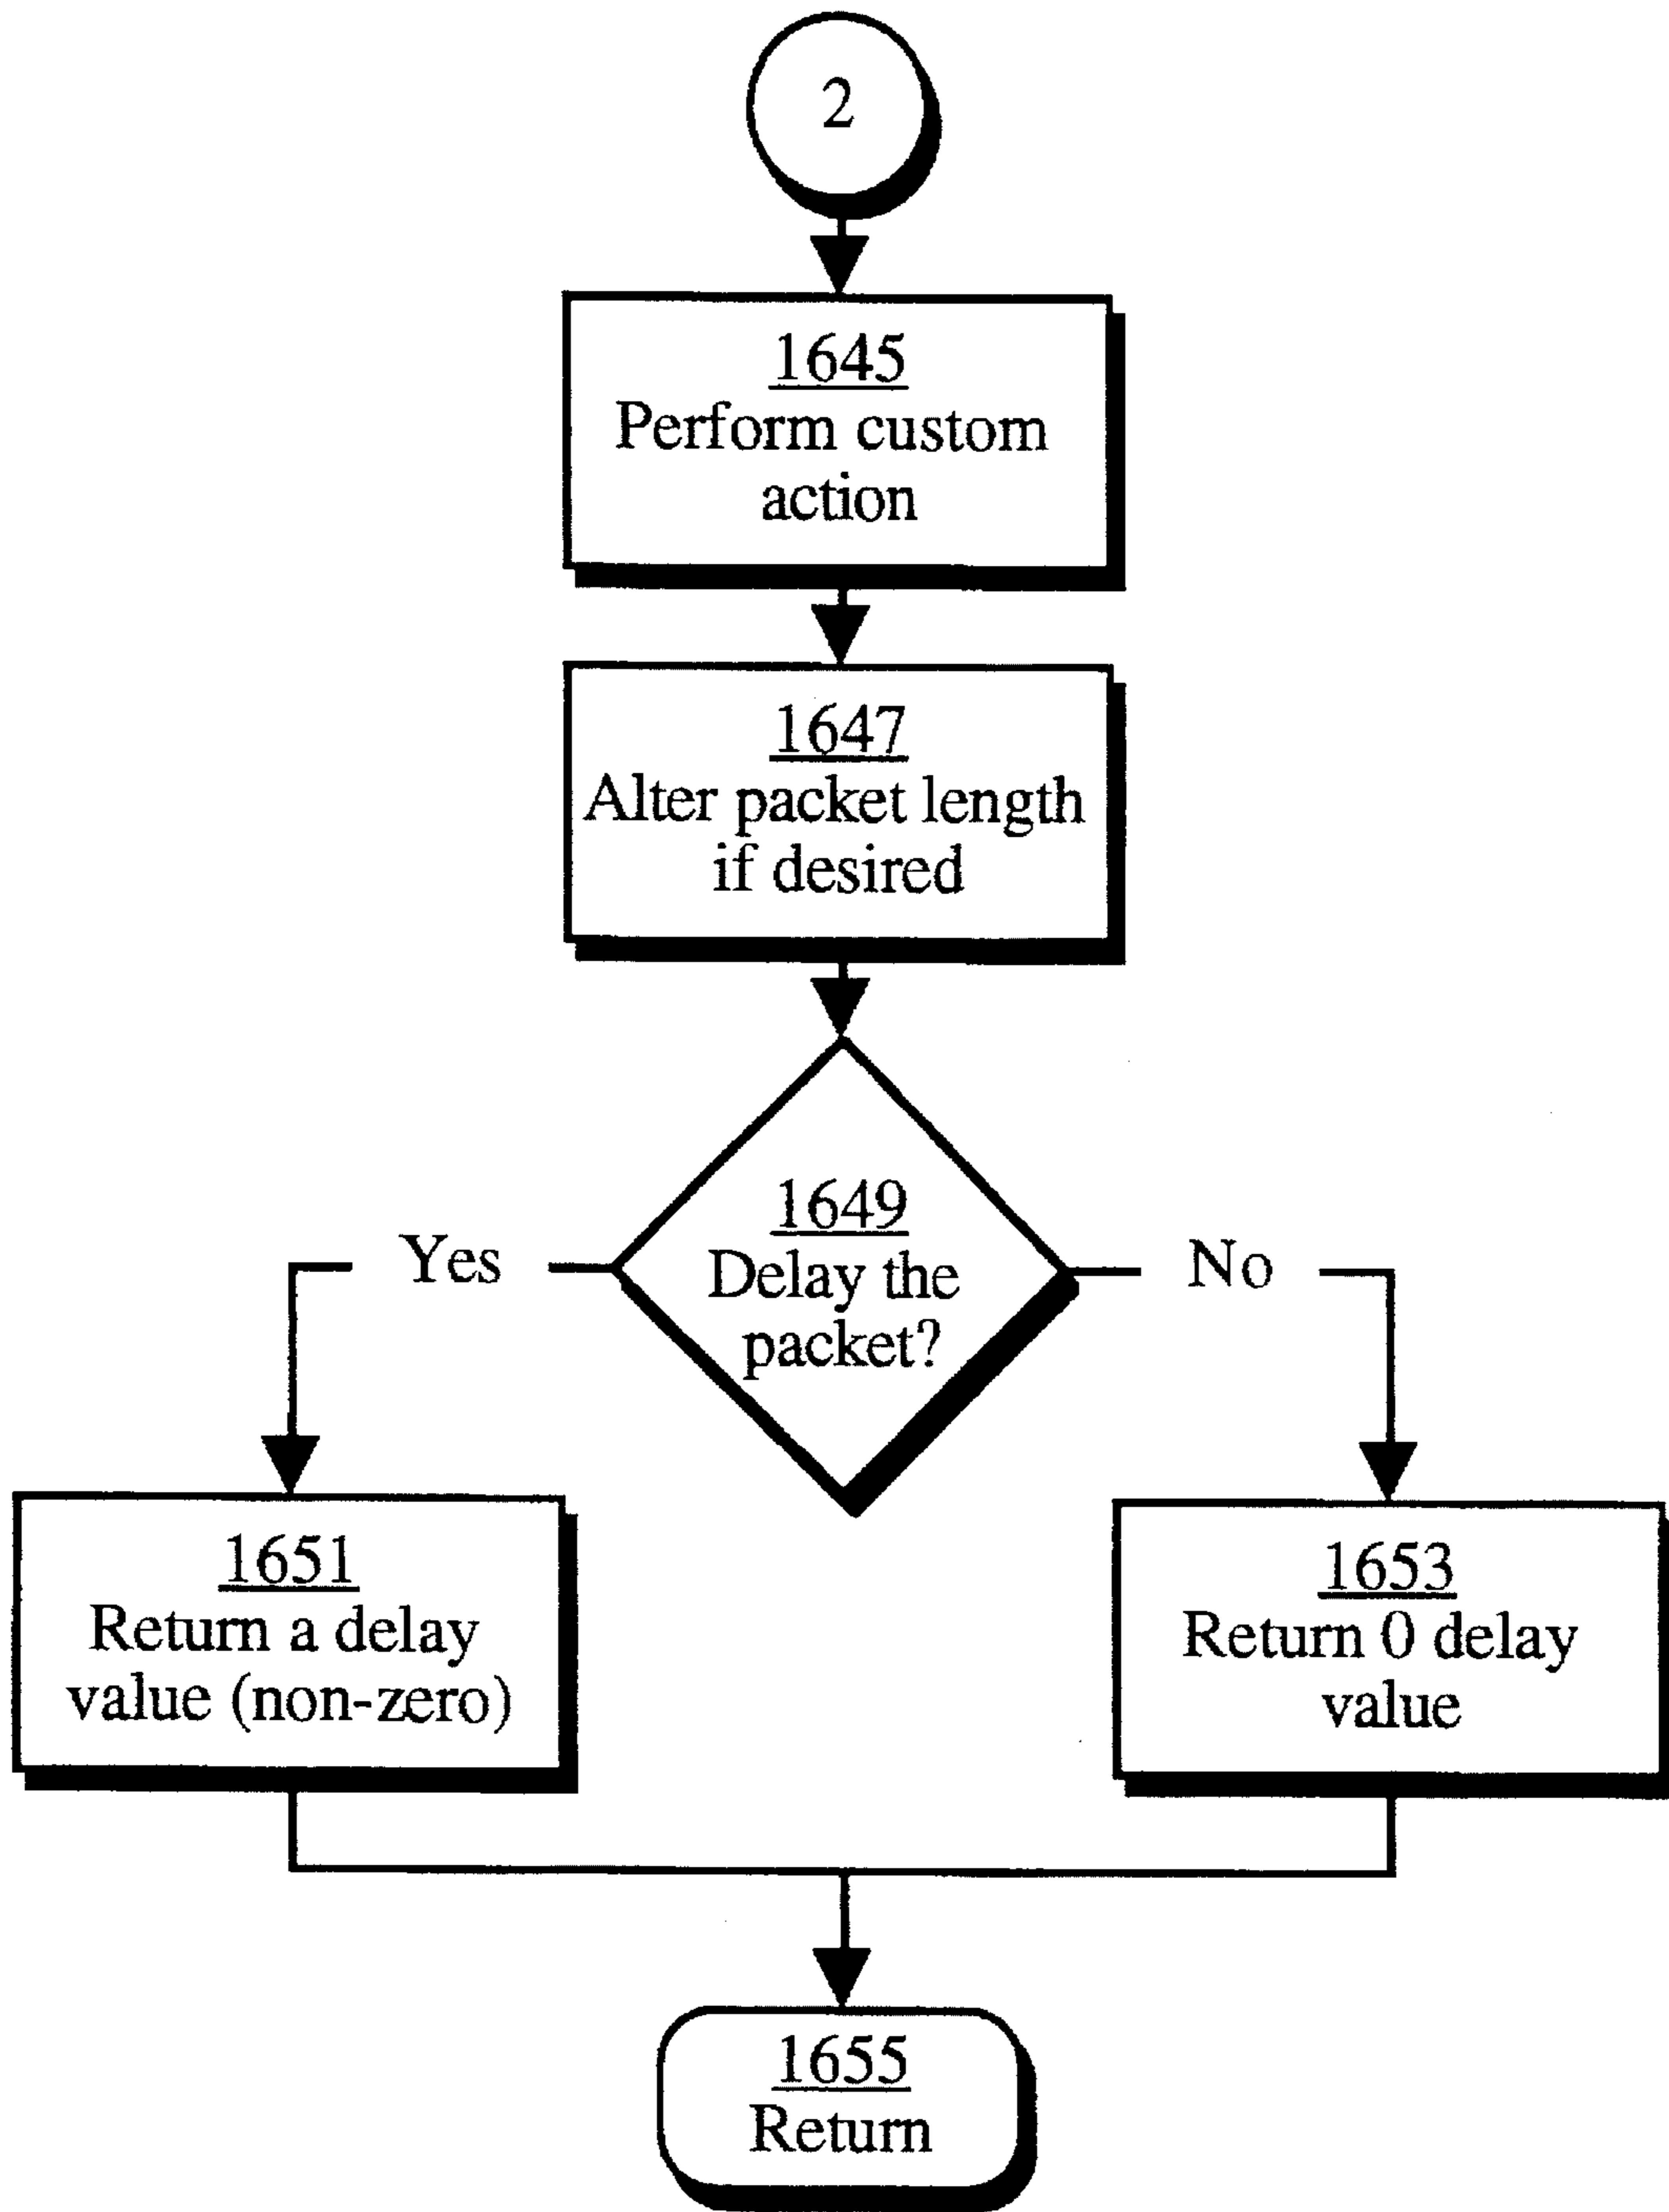 2
1645
Perform custom
action
1647
Alter packet length
if desired
1649
Delay the
packet?
Yes
No
1651
Return a delay
value (non-zero)
1653
Return 0 delay
value
1655
Return